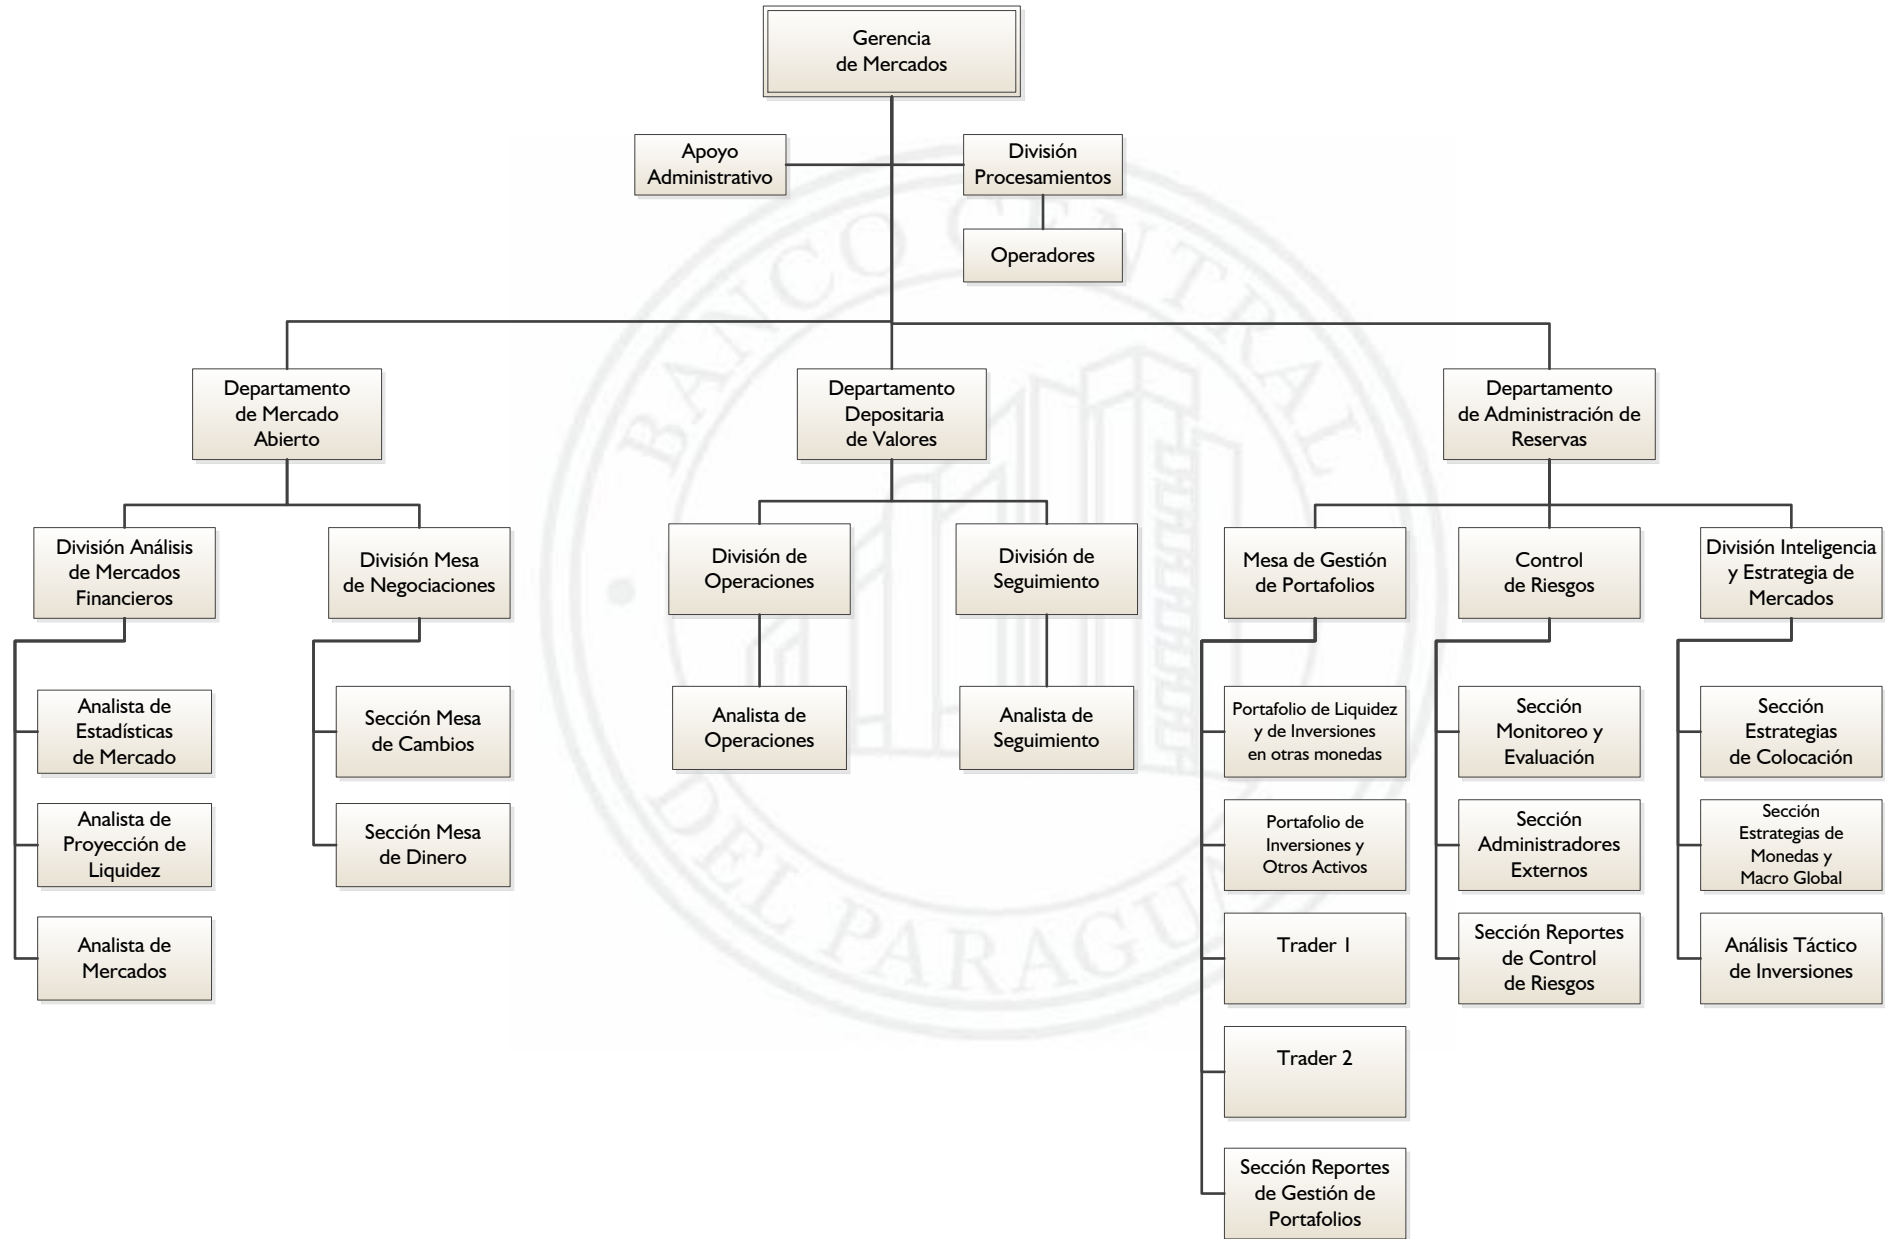 Gerencia
de Mercados
Apoyo
Administrativo
División
Procesamientos
Operadores
Departamento
de Mercado
Abierto
Departamento
Depositaria
de Valores
Departamento
de Administración de
Reservas
División Análisis
de Mercados
Financieros
División Mesa
de Negociaciones
División de
Operaciones
División de
Seguimiento
Mesa de Gestión
de Portafolios
Control
de Riesgos
División Inteligencia
y Estrategia de
Mercados
Analista de
Estadísticas
de Mercado
Analista de
Proyección de
Liquidez
Analista de
Mercados
Sección Mesa
de Cambios
Sección Mesa
de Dinero
Analista de
Operaciones
Analista de
Seguimiento
Portafolio de Liquidez
y de Inversiones
en otras monedas
Portafolio de
Inversiones y
Otros Activos
Trader 1
Trader 2
Sección Reportes
de Gestión de
Portafolios
Sección
Monitoreo y
Evaluación
Sección
Administradores
Externos
Sección Reportes
de Control
de Riesgos
Sección
Estrategias
de Colocación
Sección
Estrategias de
Monedas y
Macro Global
Análisis Táctico
de Inversiones
BANCO CENTRAL
DEL PARAGUAY